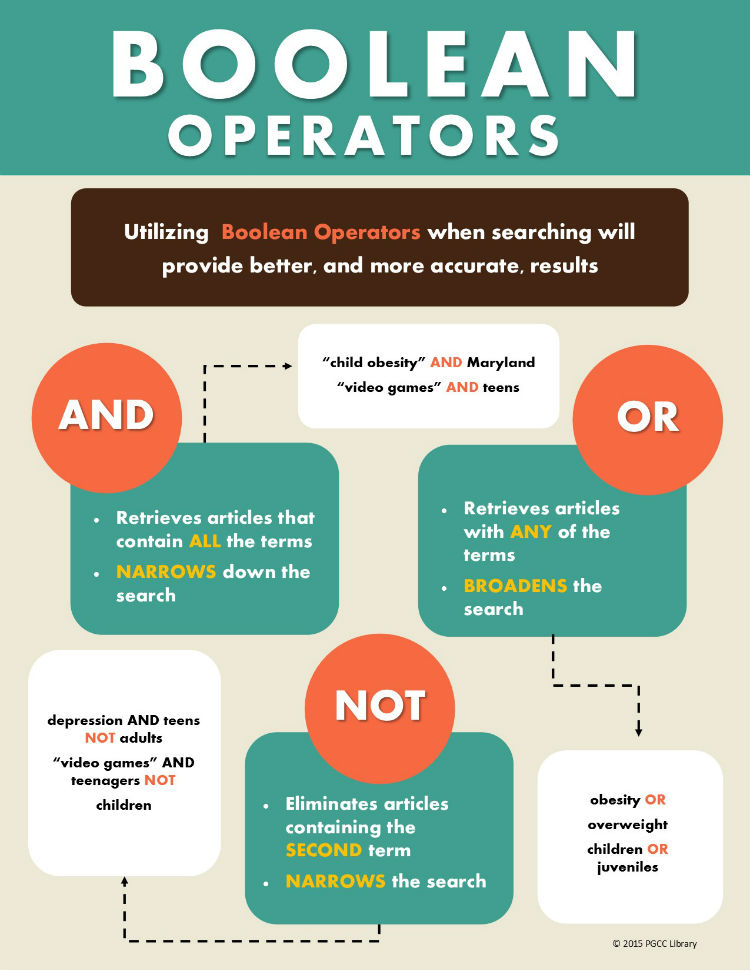 BOOLEAN
OPERATORS
Utilizing Boolean Operators when searching will
provide better, and more accurate, results
“child obesity” AND Maryland
“video games” AND teens
AND
• Retrieves articles that
contain ALL the terms
• NARROWS down the
search
OR
• Retrieves articles
with ANY of the
terms
• BROADENS the
search
obesity OR
overweight
children OR
juveniles
NOT
• Eliminates articles
containing the
SECOND term
• NARROWS the search
depression AND teens
NOT adults
“video games” AND
teenagers NOT
children
© 2015 PGCC Library